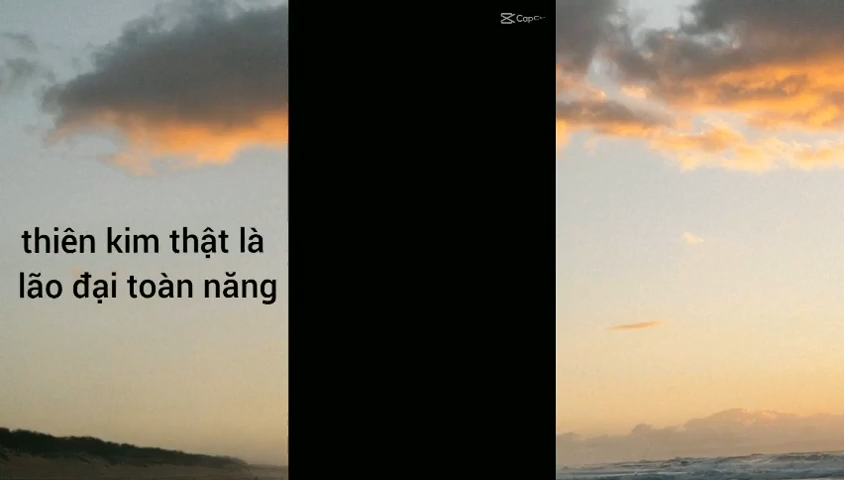 thiên kim thật là
lão đại toàn năng